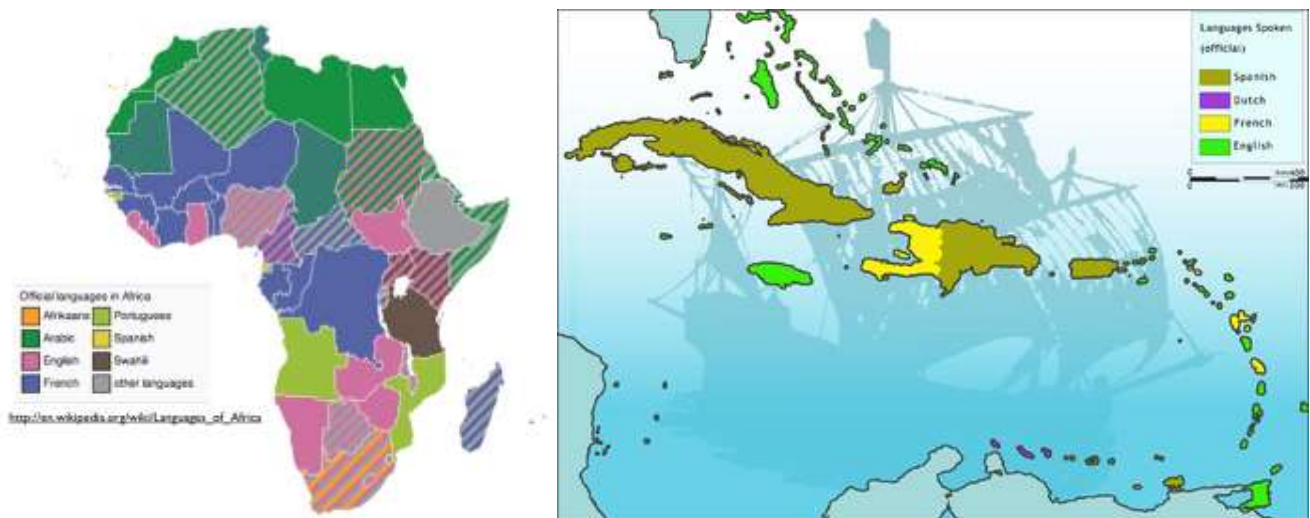 Official languages in Africa
Afrikaans Portuguese
Arabic Spanish
English Swahili
French other languages
http://en.wikipedia.org/wiki/Languages_of_Africa
Languages Spoken
(official)
Spanish
Dutch
French
English